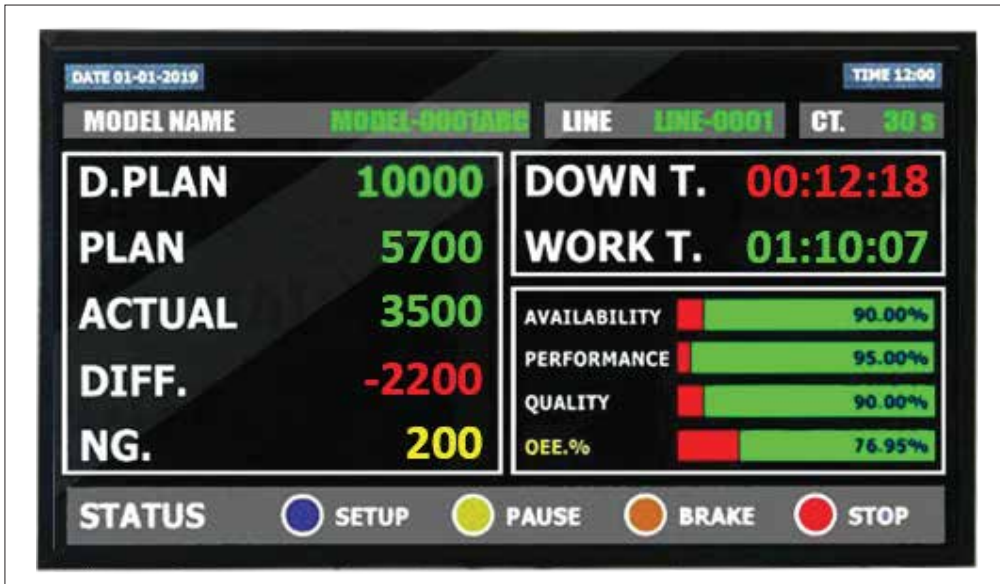 DATE 01-01-2019 TIME 12:00
MODEL NAME MODEL-0001ABC LINE LINE-0001 CT. 30 s
D.PLAN 10000
PLAN 5700
ACTUAL 3500
DIFF. -2200
NG. 200
DOWN T. 00:12:18
WORK T. 01:10:07
AVAILABILITY 90.00%
PERFORMANCE 95.00%
QUALITY 90.00%
OEE.% 76.95%
STATUS SETUP PAUSE BRAKE STOP